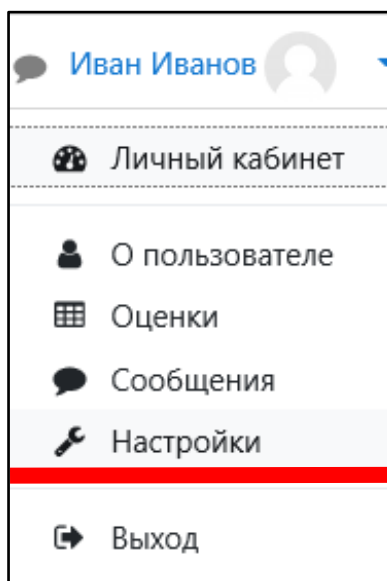 Иван Иванов
Личный кабинет
О пользователе
Оценки
Сообщения
Настройки
Выход